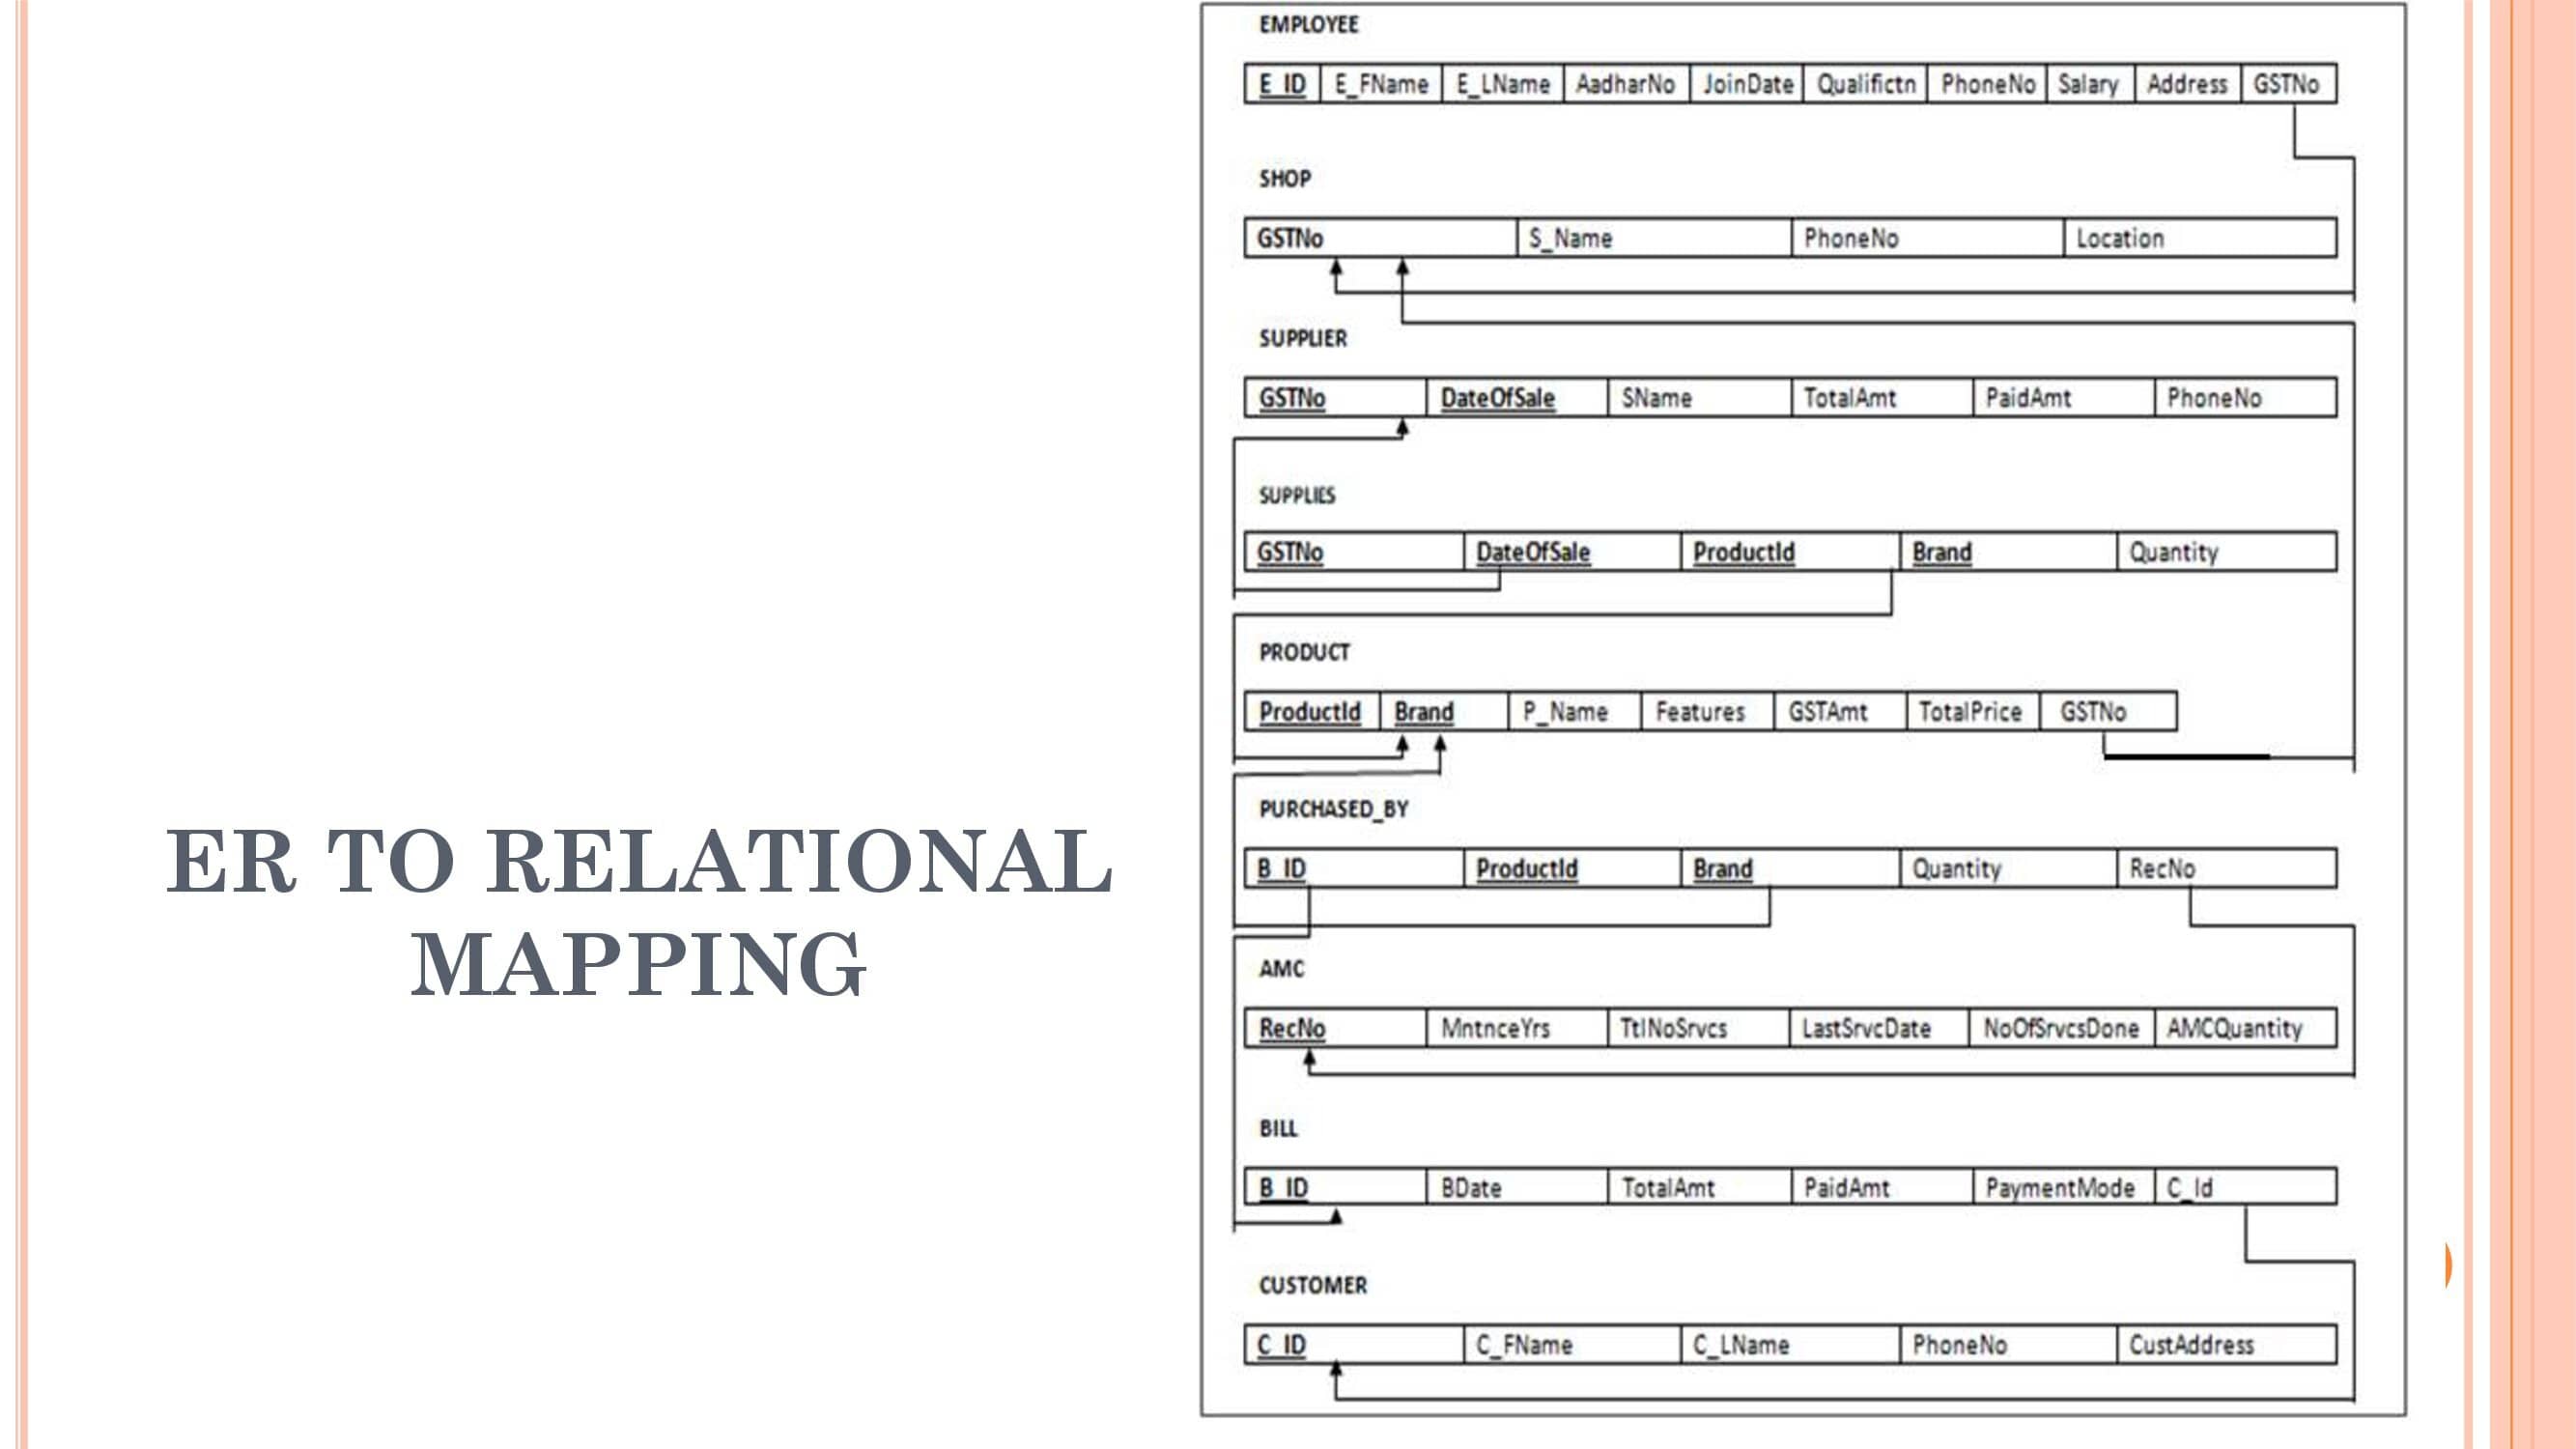 ER TO RELATIONAL
MAPPING
EMPLOYEE
E_ID E_FName E_LName AadharNo JoinDate Qualifictn PhoneNo Salary Address GSTNo
SHOP
GSTNo S_Name PhoneNo Location
SUPPLIER
GSTNo DateOfSale SName TotalAmt PaidAmt PhoneNo
SUPPLIES
GSTNo DateOfSale ProductId Brand Quantity
PRODUCT
ProductId Brand P_Name Features GSTAmt TotalPrice GSTNo
PURCHASED_BY
B_ID ProductId Brand Quantity RecNo
AMC
RecNo MntnceYrs TtlNoSrvcs LastSrvcDate NoOfSrvcsDone AMCQuantity
BILL
B_ID BDate TotalAmt PaidAmt PaymentMode C_Id
CUSTOMER
C_ID C_FName C_LName PhoneNo CustAddress